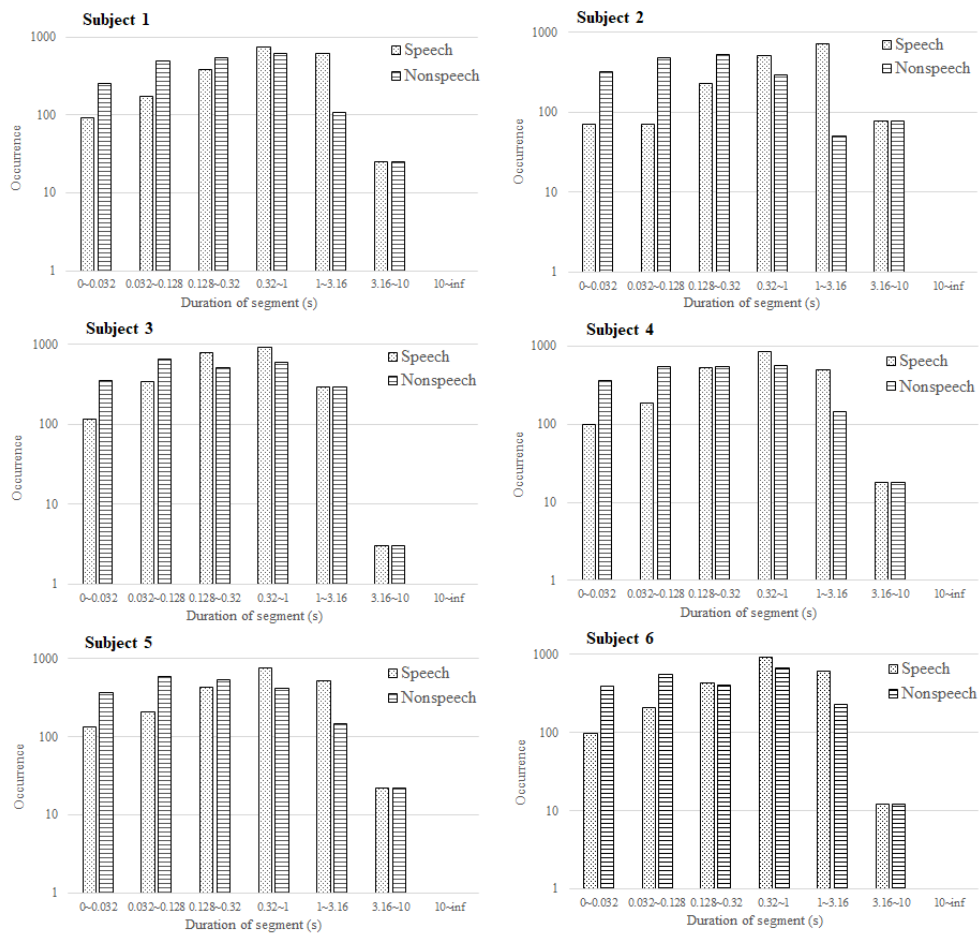 Subject 1
1000
100
10
1
Occurrence
Speech
Nonspeech
0~0.032 0.032~0.128 0.128~0.32 0.32~1 1~3.16 3.16~10 10~inf
Duration of segment (s)
Subject 2
1000
100
10
1
Occurrence
Speech
Nonspeech
0~0.032 0.032~0.128 0.128~0.32 0.32~1 1~3.16 3.16~10 10~inf
Duration of segment (s)
Subject 3
1000
100
10
1
Occurrence
Speech
Nonspeech
0~0.032 0.032~0.128 0.128~0.32 0.32~1 1~3.16 3.16~10 10~inf
Duration of segment (s)
Subject 4
1000
100
10
1
Occurrence
Speech
Nonspeech
0~0.032 0.032~0.128 0.128~0.32 0.32~1 1~3.16 3.16~10 10~inf
Duration of segment (s)
Subject 5
1000
100
10
1
Occurrence
Speech
Nonspeech
0~0.032 0.032~0.128 0.128~0.32 0.32~1 1~3.16 3.16~10 10~inf
Duration of segment (s)
Subject 6
1000
100
10
1
Occurrence
Speech
Nonspeech
0~0.032 0.032~0.128 0.128~0.32 0.32~1 1~3.16 3.16~10 10~inf
Duration of segment (s)